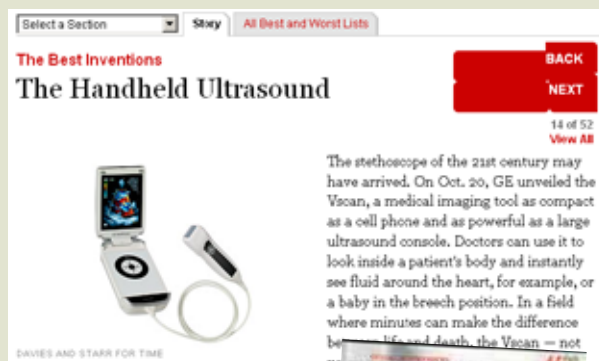 Select a Section
Story
All Best and Worst Lists
The Best Inventions
BACK
The Handheld Ultrasound
NEXT
14 of 52
View All
The stethoscope of the 21st century may
have arrived. On Oct. 20, GE unveiled the
Vscan, a medical imaging tool as compact
as a cell phone and as powerful as a large
ultrasound console. Doctors can use it to
look inside a patient's body and instantly
see fluid around the heart, for example, or
a baby in the breech position. In a field
where minutes can make the difference
life and death, the Vscan — not
DAVIES AND STARR FOR TIME